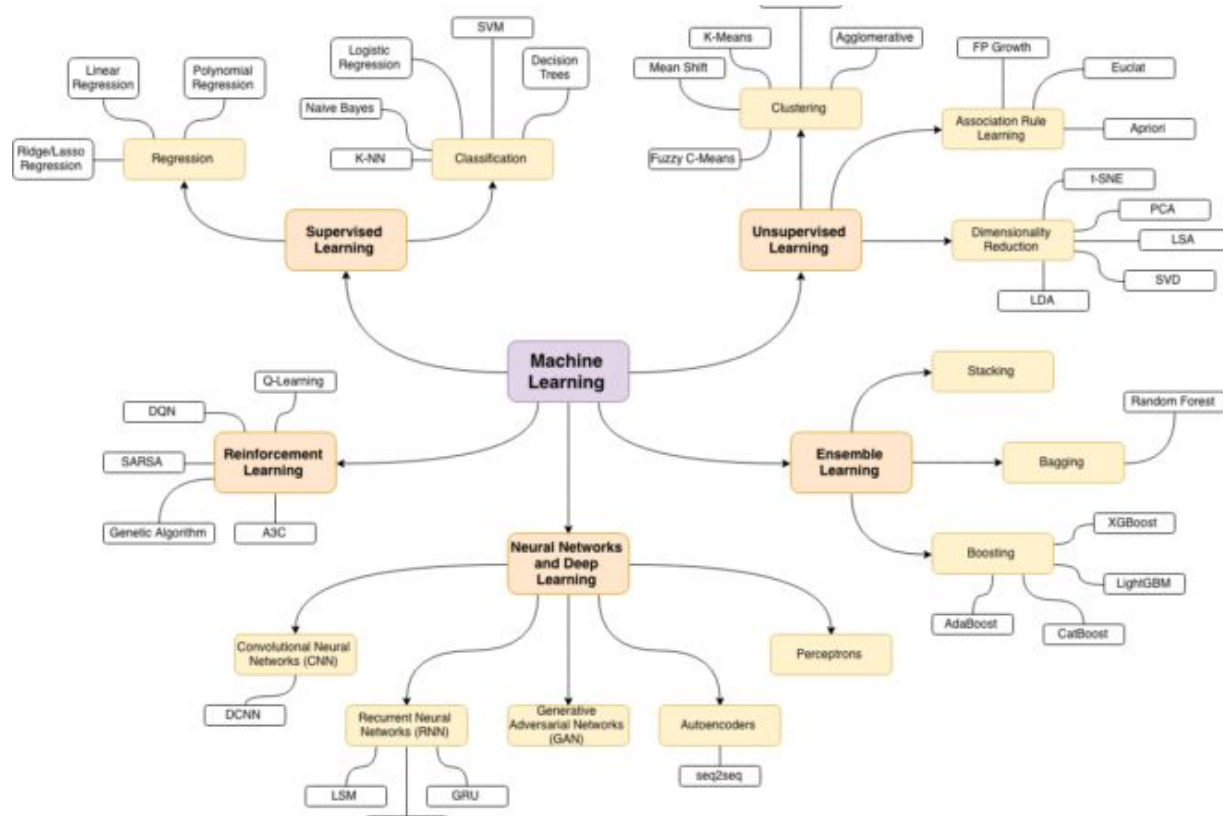 SVM
K-Means
Agglomerative
FP Growth
Logistic
Regression
Linear
Regression
Polynomial
Regression
Decision
Trees
Mean Shift
Euclat
Clustering
Naive Bayes
Association Rule
Learning
Apriori
Ridge/Lasso
Regression
Regression
K-NN
Classification
Fuzzy C-Means
t-SNE
PCA
Supervised
Learning
Unsupervised
Learning
Dimensionality
Reduction
LSA
SVD
LDA
Machine
Learning
Stacking
Q-Learning
DQN
Random Forest
Reinforcement
Learning
SARSA
Ensemble
Learning
Bagging
Genetic Algorithm
A3C
XGBoost
Neural Networks
and Deep
Learning
Boosting
LightGBM
AdaBoost
CatBoost
Convolutional Neural
Networks (CNN)
Perceptrons
DCNN
Recurrent Neural
Networks (RNN)
Generative
Adversarial Networks
(GAN)
Autoencoders
seq2seq
LSM
GRU